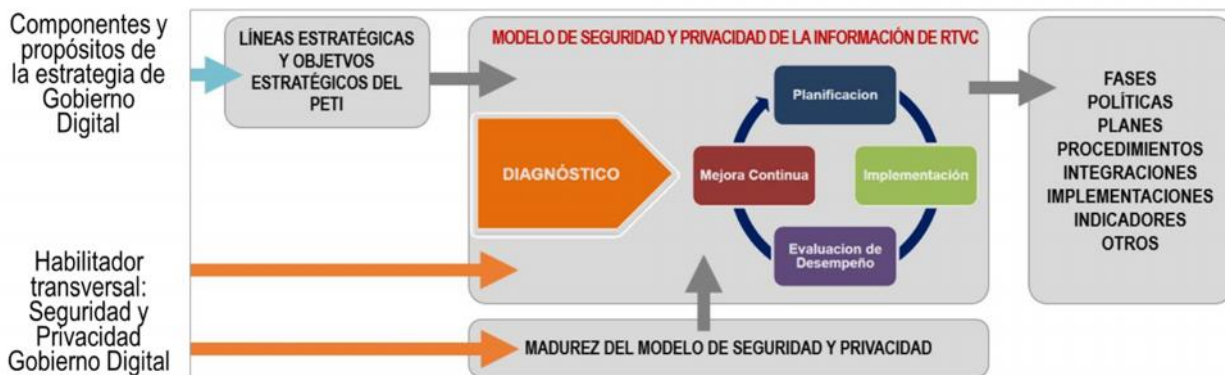 Componentes y
propósitos de
la estrategia de
Gobierno
Digital
LÍNEAS ESTRATÉGICAS
Y OBJETVOS
ESTRATÉGICOS DEL
PETI
MODELO DE SEGURIDAD Y PRIVACIDAD DE LA INFORMACIÓN DE RTVC
DIAGNÓSTICO
Planificacion
Mejora Continua
Implementación
Evaluacion de
Desempeño
FASES
POLÍTICAS
PLANES
PROCEDIMIENTOS
INTEGRACIONES
IMPLEMENTACIONES
INDICADORES
OTROS
Habilitador
transversal:
Seguridad y
Privacidad
Gobierno Digital
MADUREZ DEL MODELO DE SEGURIDAD Y PRIVACIDAD